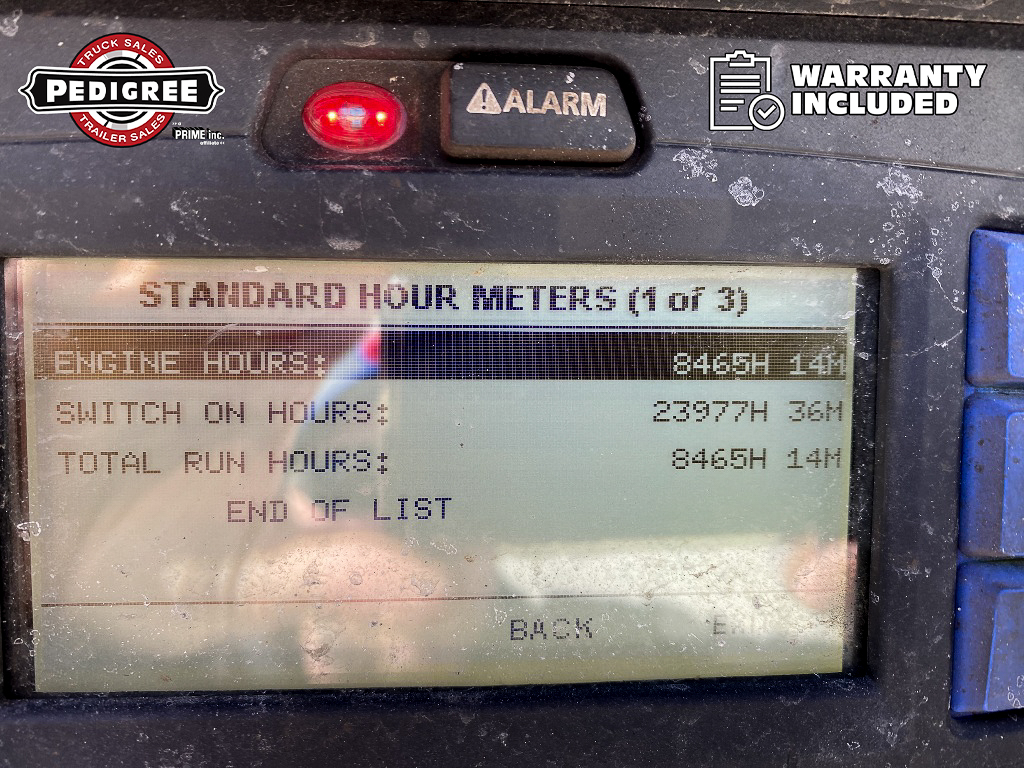 TRUCK SALES
PEDIGREE
TRAILER SALES
PRIME inc.
ALARM
WARRANTY
INCLUDED
STANDARD HOUR METERS (1 of 3)
ENGINE HOURS: 8465H 14M
SWITCH ON HOURS: 23977H 36M
TOTAL RUN HOURS: 8465H 14M
END OF LIST
BACK